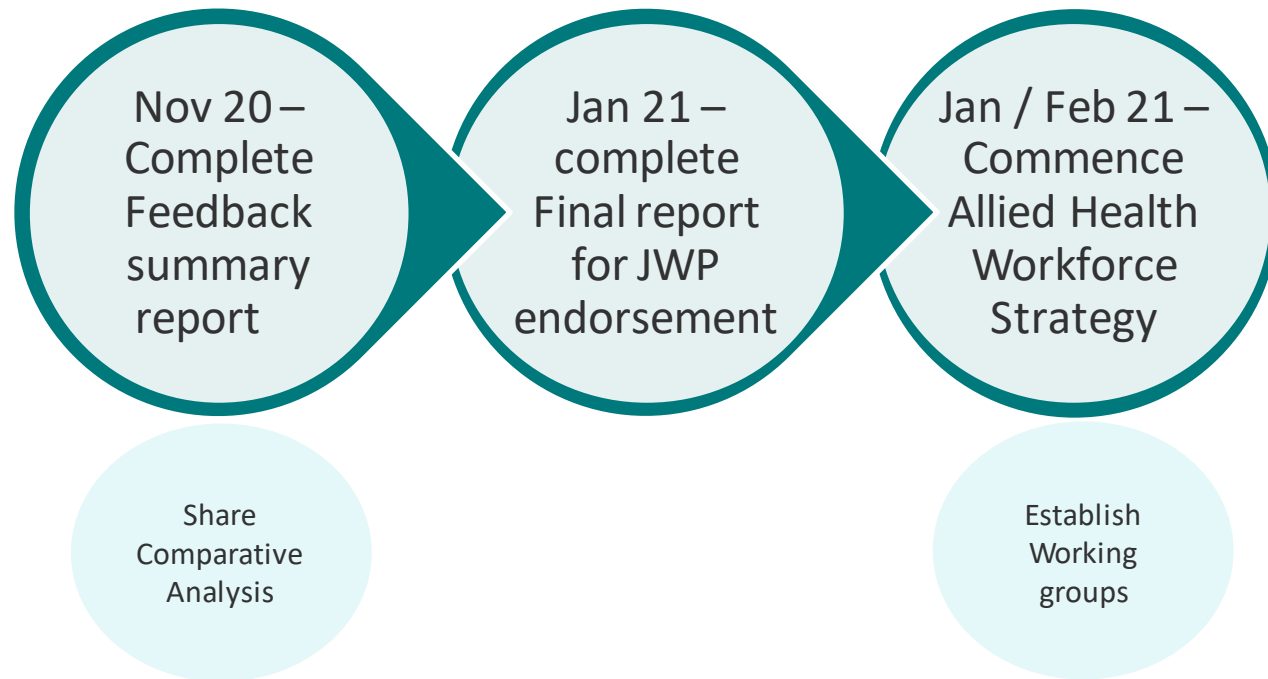 Nov 20 –
Complete
Feedback
summary
report
Jan 21 –
complete
Final report
for JWP
endorsement
Jan / Feb 21 –
Commence
Allied Health
Workforce
Strategy
Share
Comparative
Analysis
Establish
Working
groups